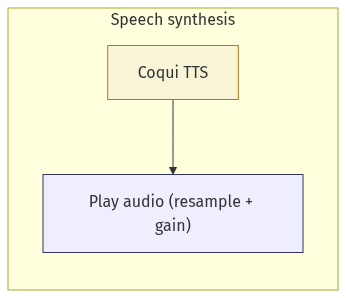 Speech synthesis
Coqui TTS
Play audio (resample +
gain)